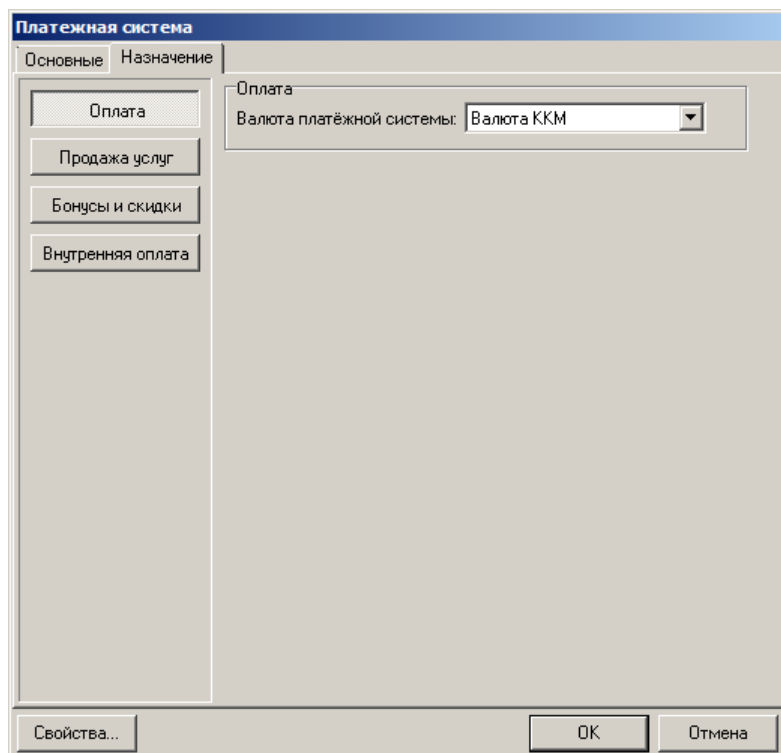 Платежная система
Основные Назначение
Оплата
Продажа услуг
Бонусы и скидки
Внутренняя оплата
Оплата
Валюта платёжной системы: Валюта ККМ
Свойства... OK Отмена